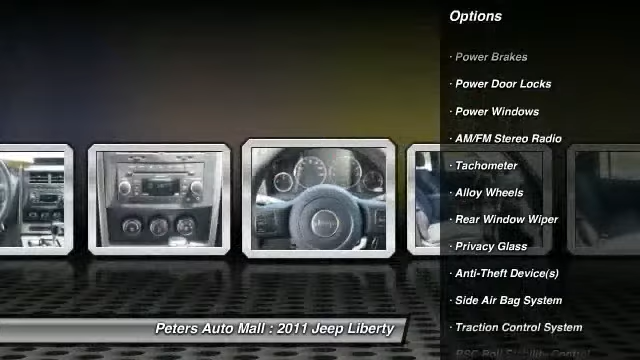 Options
· Power Brakes
· Power Door Locks
· Power Windows
· AM/FM Stereo Radio
· Tachometer
· Alloy Wheels
· Rear Window Wiper
· Privacy Glass
· Anti-Theft Device(s)
· Side Air Bag System
· Traction Control System
Peters Auto Mall : 2011 Jeep Liberty